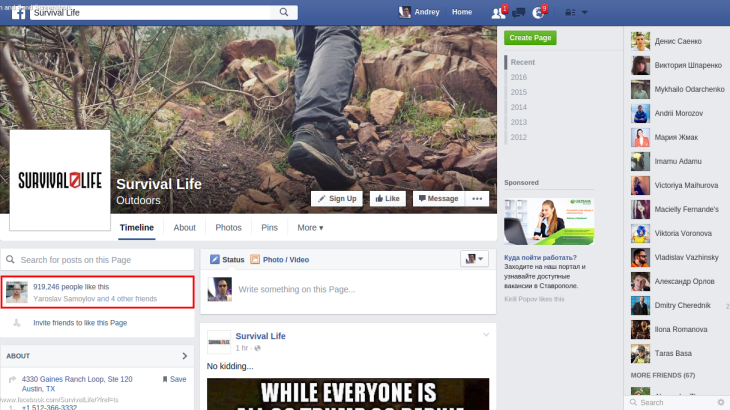 Survival Life
Andrey
Home
1
9
SURVIVAL LIFE
Survival Life
Outdoors
Sign Up
Like
Message
Timeline
About
Photos
Pins
More
Search for posts on this Page
919,246 people like this
Yaroslav Samoylov and 4 other friends
Invite friends to like this Page
ABOUT
4330 Gaines Ranch Loop, Ste 120
Austin, TX
Save
+1 512-366-3332
www.facebook.com/SurvivalLife/?fref=ts
Status
Photo / Video
Write something on this Page...
Survival Life
1 hr
No kidding...
WHILE EVERYONE IS
Create Page
Recent
2016
2015
2014
2013
2012
Sponsored
Куда пойти работать?
Заходите на наш портал и
узнавайте доступные
вакансии в Ставрополе.
Kirill Popov likes this
Денис Саенко
Виктория Шпаренко
Mykhailo Odarchenko
Andrii Morozov
Мария Жмак
Imamu Adamu
Victoriya Maihurova
Macielly Fernande's
Viktoria Voronova
Vladislav Vazhinsky
Александр Орлов
Dmitry Cherednik
2
Ilona Romanova
Taras Basa
MORE FRIENDS (67)
Search